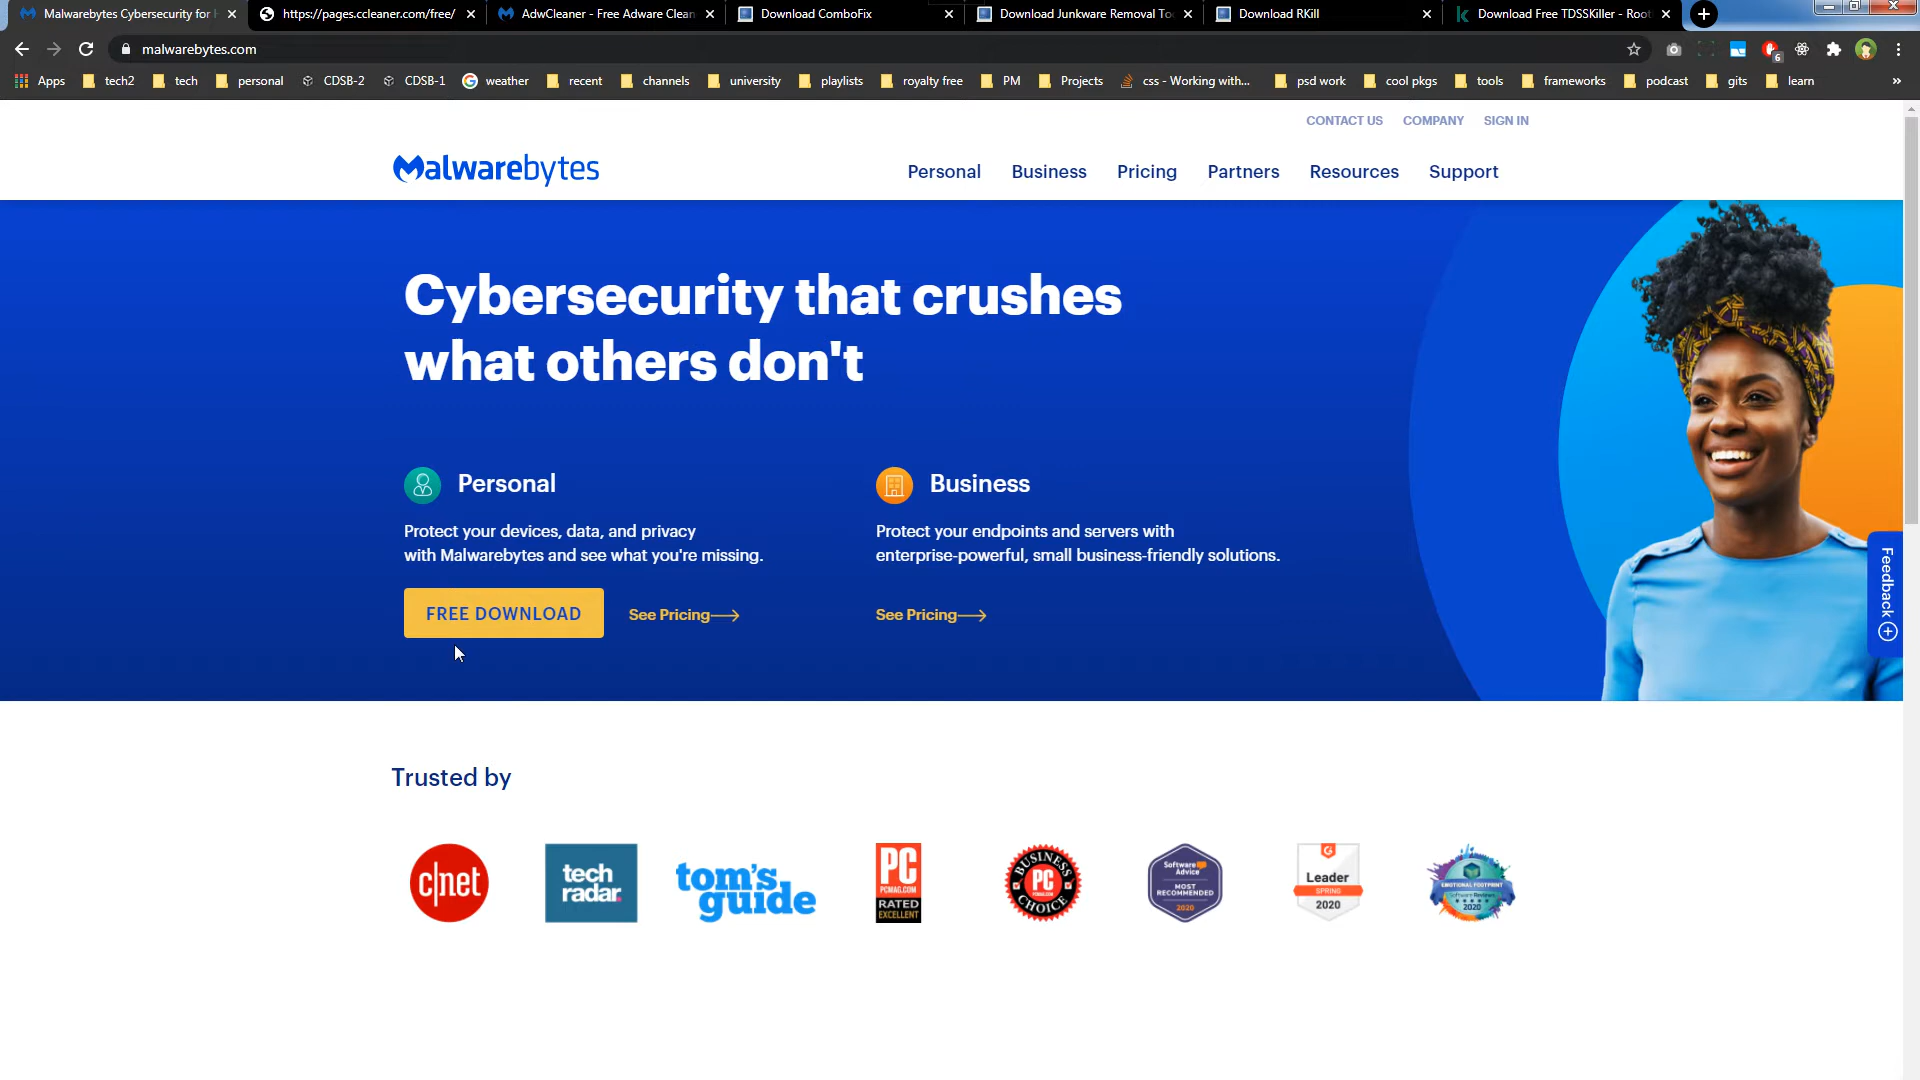 Malwarebytes Cybersecurity for H
https://pages.ccleaner.com/free/
AdwCleaner - Free Adware Clean
Download ComboFix
Download Junkware Removal To
Download RKill
Download Free TDSSKiller - Root
malwarebytes.com
6
Apps
tech2
tech
personal
CDSB-2
CDSB-1
weather
recent
channels
university
playlists
royalty free
PM
Projects
css - Working with...
psd work
cool pkgs
tools
frameworks
podcast
gits
learn
»
CONTACT US
COMPANY
SIGN IN
Malwarebytes
Personal
Business
Pricing
Partners
Resources
Support
Cybersecurity that crushes
what others don't
Personal
Protect your devices, data, and privacy
with Malwarebytes and see what you're missing.
FREE DOWNLOAD
See Pricing
Business
Protect your endpoints and servers with
enterprise-powerful, small business-friendly solutions.
See Pricing
Feedback
Trusted by
c|net
tech
radar.
tom's
guide
PC
PCMAG.COM
RATED
EXCELLENT
BUSINESS
PC
CHOICE
Software Advice
MOST
RECOMMENDED
2020
G
Leader
SPRING
2020
EMOTIONAL FOOTPRINT
Software Reviews
2020